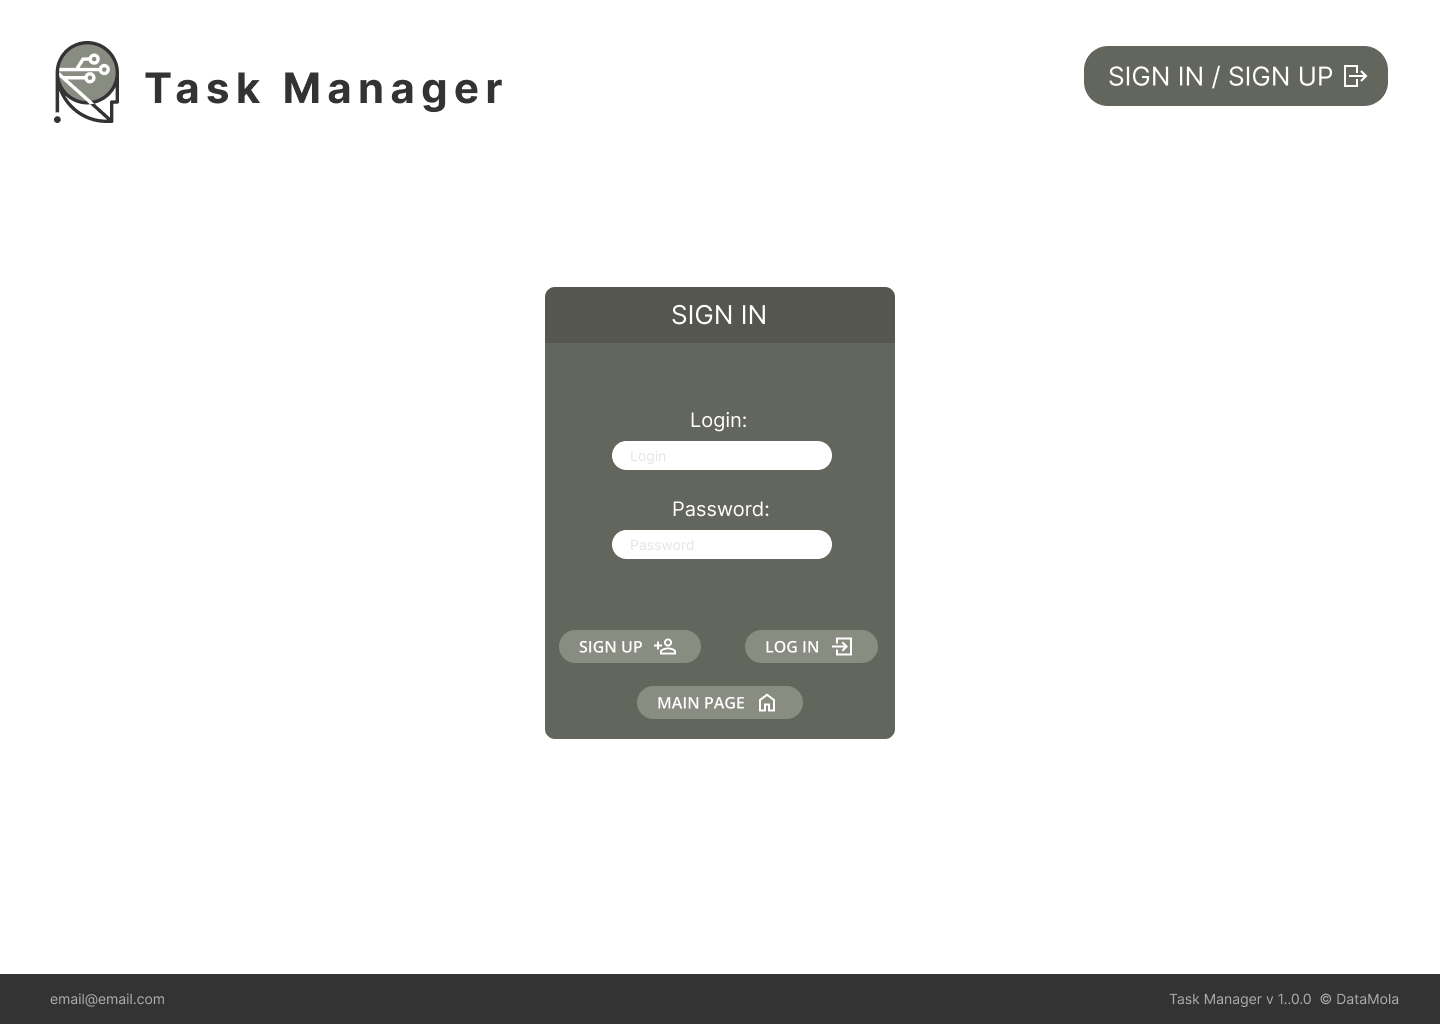 Task Manager
SIGN IN / SIGN UP
SIGN IN
Login:
Login
Password:
Password
SIGN UP
LOG IN
MAIN PAGE
email@email.com
Task Manager v 1..0.0 © DataMola